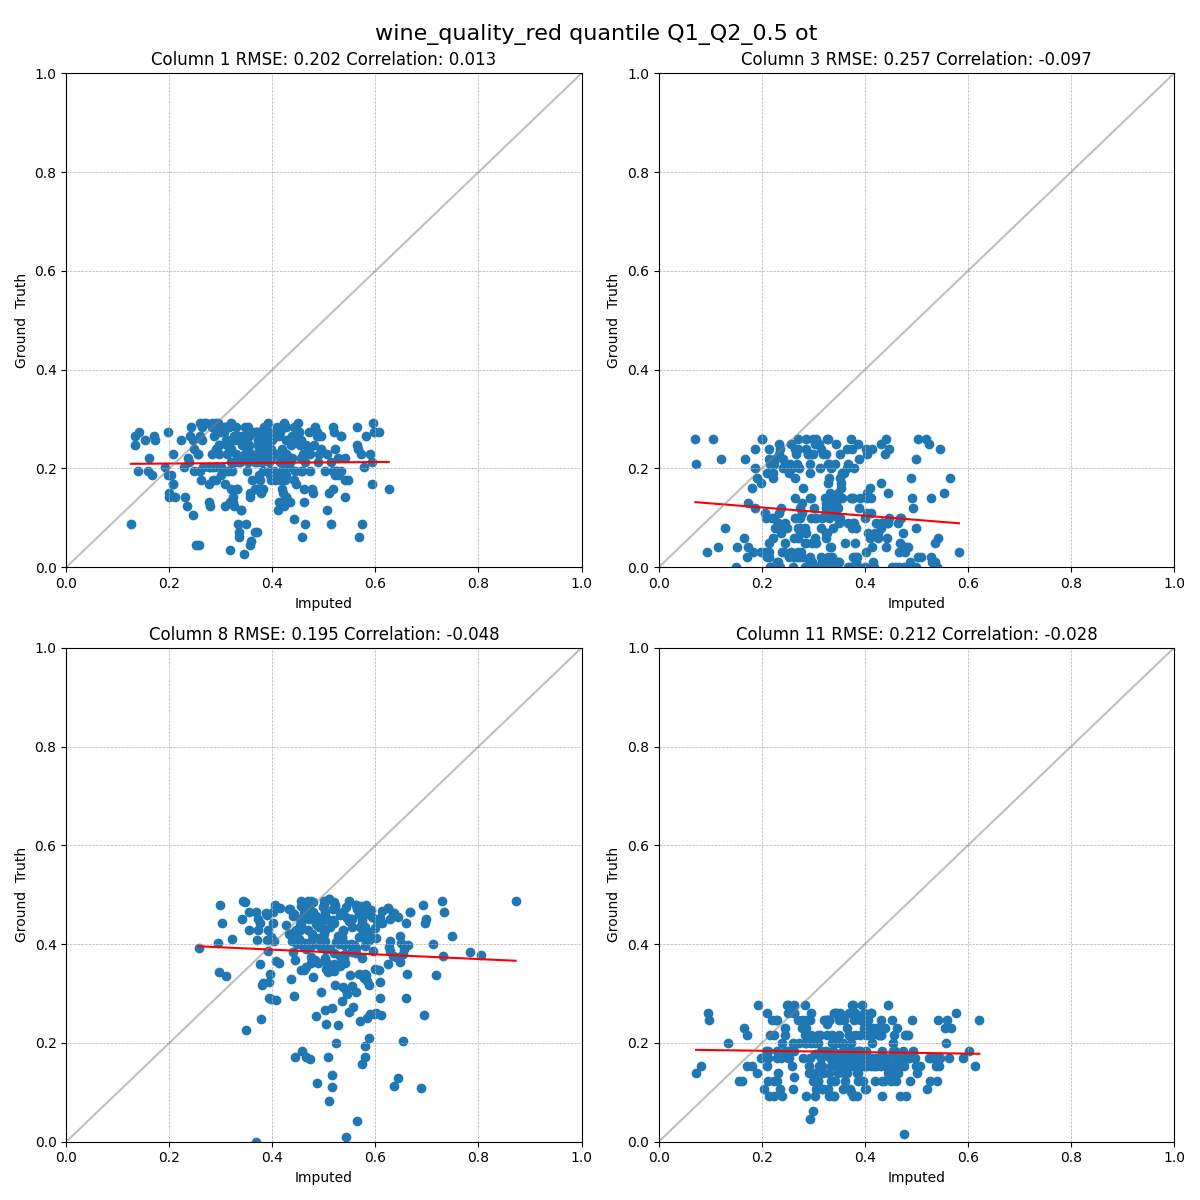 wine_quality_red quantile Q1_Q2_0.5 ot
Column 1 RMSE: 0.202 Correlation: 0.013
Column 3 RMSE: 0.257 Correlation: -0.097
1.0
0.8
0.6
0.4
0.2
0.0
Ground Truth
0.0 0.2 0.4 0.6 0.8 1.0
Imputed
1.0
0.8
0.6
0.4
0.2
0.0
Ground Truth
0.0 0.2 0.4 0.6 0.8 1.0
Imputed
Column 8 RMSE: 0.195 Correlation: -0.048
Column 11 RMSE: 0.212 Correlation: -0.028
1.0
0.8
0.6
0.4
0.2
0.0
Ground Truth
0.0 0.2 0.4 0.6 0.8 1.0
Imputed
1.0
0.8
0.6
0.4
0.2
0.0
Ground Truth
0.0 0.2 0.4 0.6 0.8 1.0
Imputed